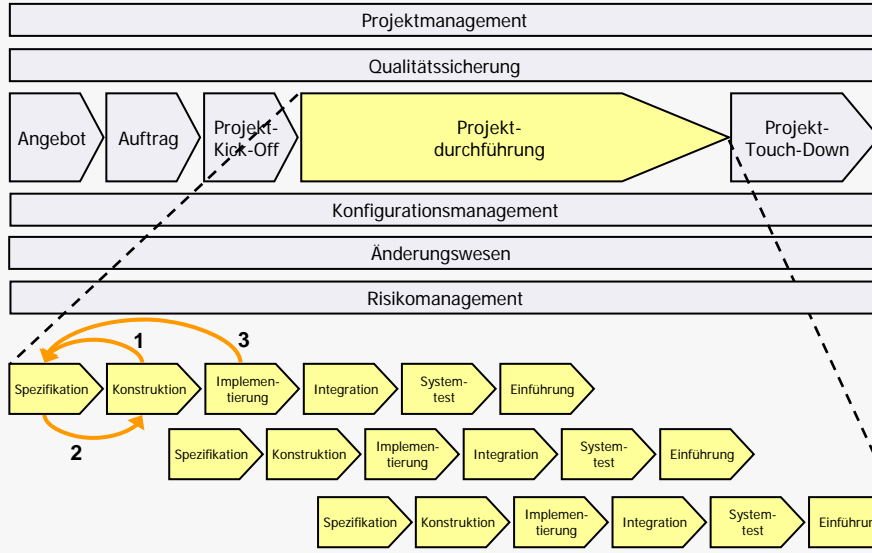 Projektmanagement
Qualitätssicherung
Angebot
Auftrag
Projekt-
Kick-Off
Projekt-
durchführung
Projekt-
Touch-Down
Konfigurationsmanagement
Änderungswesen
Risikomanagement
1
3
Spezifikation
Konstruktion
Implemen-
tierung
Integration
System-
test
Einführung
2
Spezifikation
Konstruktion
Implemen-
tierung
Integration
System-
test
Einführung
Spezifikation
Konstruktion
Implemen-
tierung
Integration
System-
test
Einführun